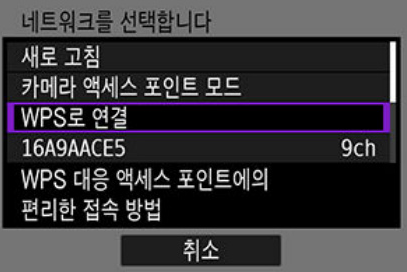 네트워크를 선택합니다
새로 고침
카메라 액세스 포인트 모드
WPS로 연결
16A9AACE5 9ch
WPS 대응 액세스 포인트에의
편리한 접속 방법
취소